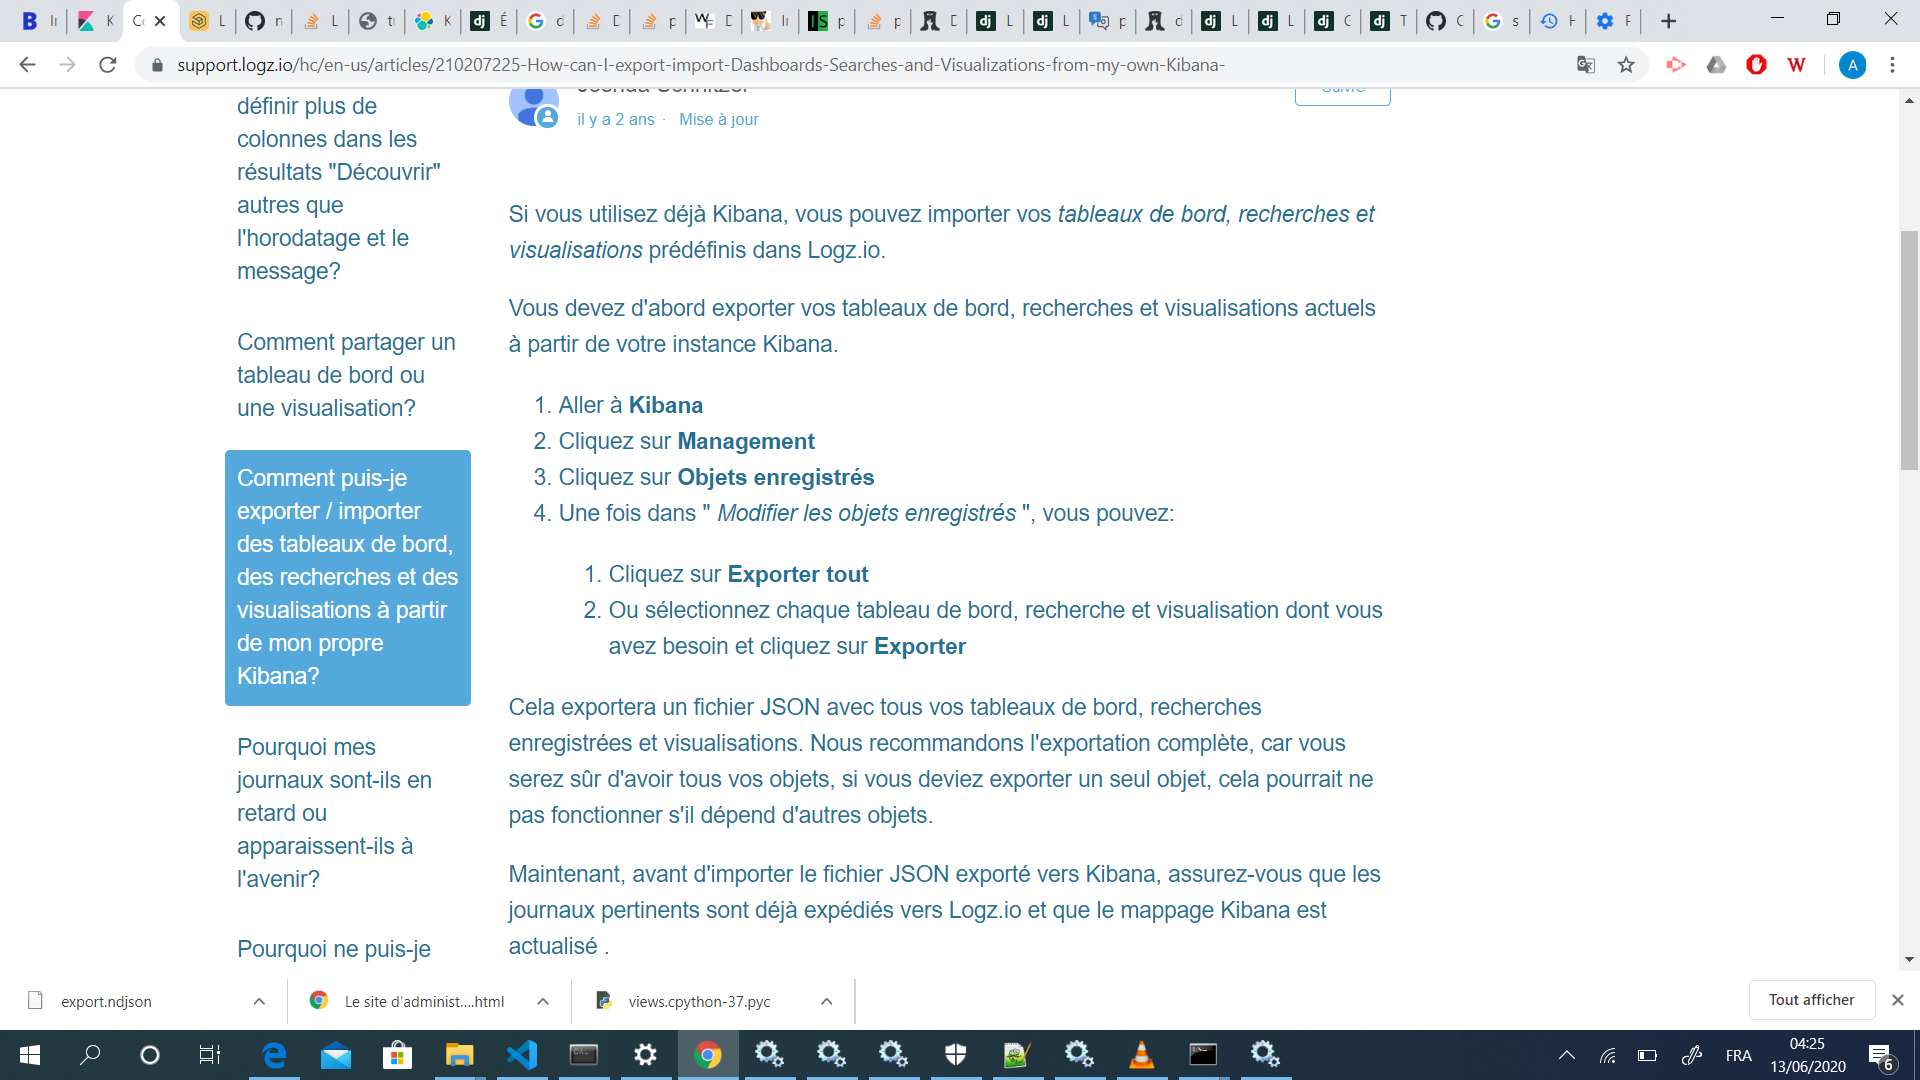 support.logz.io/hc/en-us/articles/210207225-How-can-I-export-import-Dashboards-Searches-and-Visualizations-from-my-own-Kibana-
A
définir plus de
colonnes dans les
résultats "Découvrir"
autres que
l'horodatage et le
message?
Comment partager un
tableau de bord ou
une visualisation?
Comment puis-je
exporter / importer
des tableaux de bord,
des recherches et des
visualisations à partir
de mon propre
Kibana?
Pourquoi mes
journaux sont-ils en
retard ou
apparaissent-ils à
l'avenir?
Pourquoi ne puis-je
il y a 2 ans · Mise à jour
Suivre
Si vous utilisez déjà Kibana, vous pouvez importer vos tableaux de bord, recherches et
visualisations prédéfinis dans Logz.io.
Vous devez d'abord exporter vos tableaux de bord, recherches et visualisations actuels
à partir de votre instance Kibana.
1. Aller à Kibana
2. Cliquez sur Management
3. Cliquez sur Objets enregistrés
4. Une fois dans " Modifier les objets enregistrés ", vous pouvez:
1. Cliquez sur Exporter tout
2. Ou sélectionnez chaque tableau de bord, recherche et visualisation dont vous
avez besoin et cliquez sur Exporter
Cela exportera un fichier JSON avec tous vos tableaux de bord, recherches
enregistrées et visualisations. Nous recommandons l'exportation complète, car vous
serez sûr d'avoir tous vos objets, si vous deviez exporter un seul objet, cela pourrait ne
pas fonctionner s'il dépend d'autres objets.
Maintenant, avant d'importer le fichier JSON exporté vers Kibana, assurez-vous que les
journaux pertinents sont déjà expédiés vers Logz.io et que le mappage Kibana est
actualisé .
export.ndjson
Le site d'administ....html
views.cpython-37.pyc
Tout afficher
FRA
04:25
13/06/2020
6